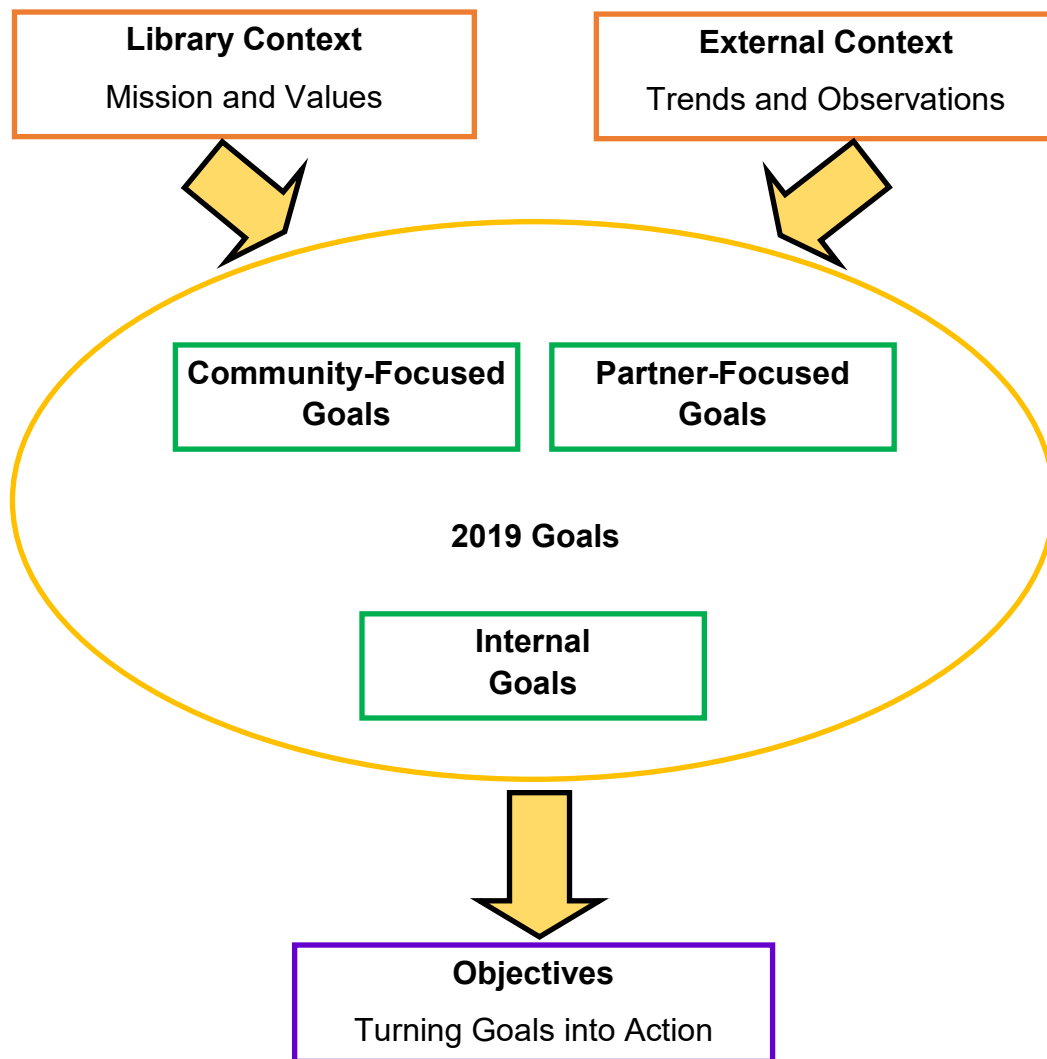 Library Context
Mission and Values
External Context
Trends and Observations
Community-Focused
Goals
Partner-Focused
Goals
2019 Goals
Internal
Goals
Objectives
Turning Goals into Action